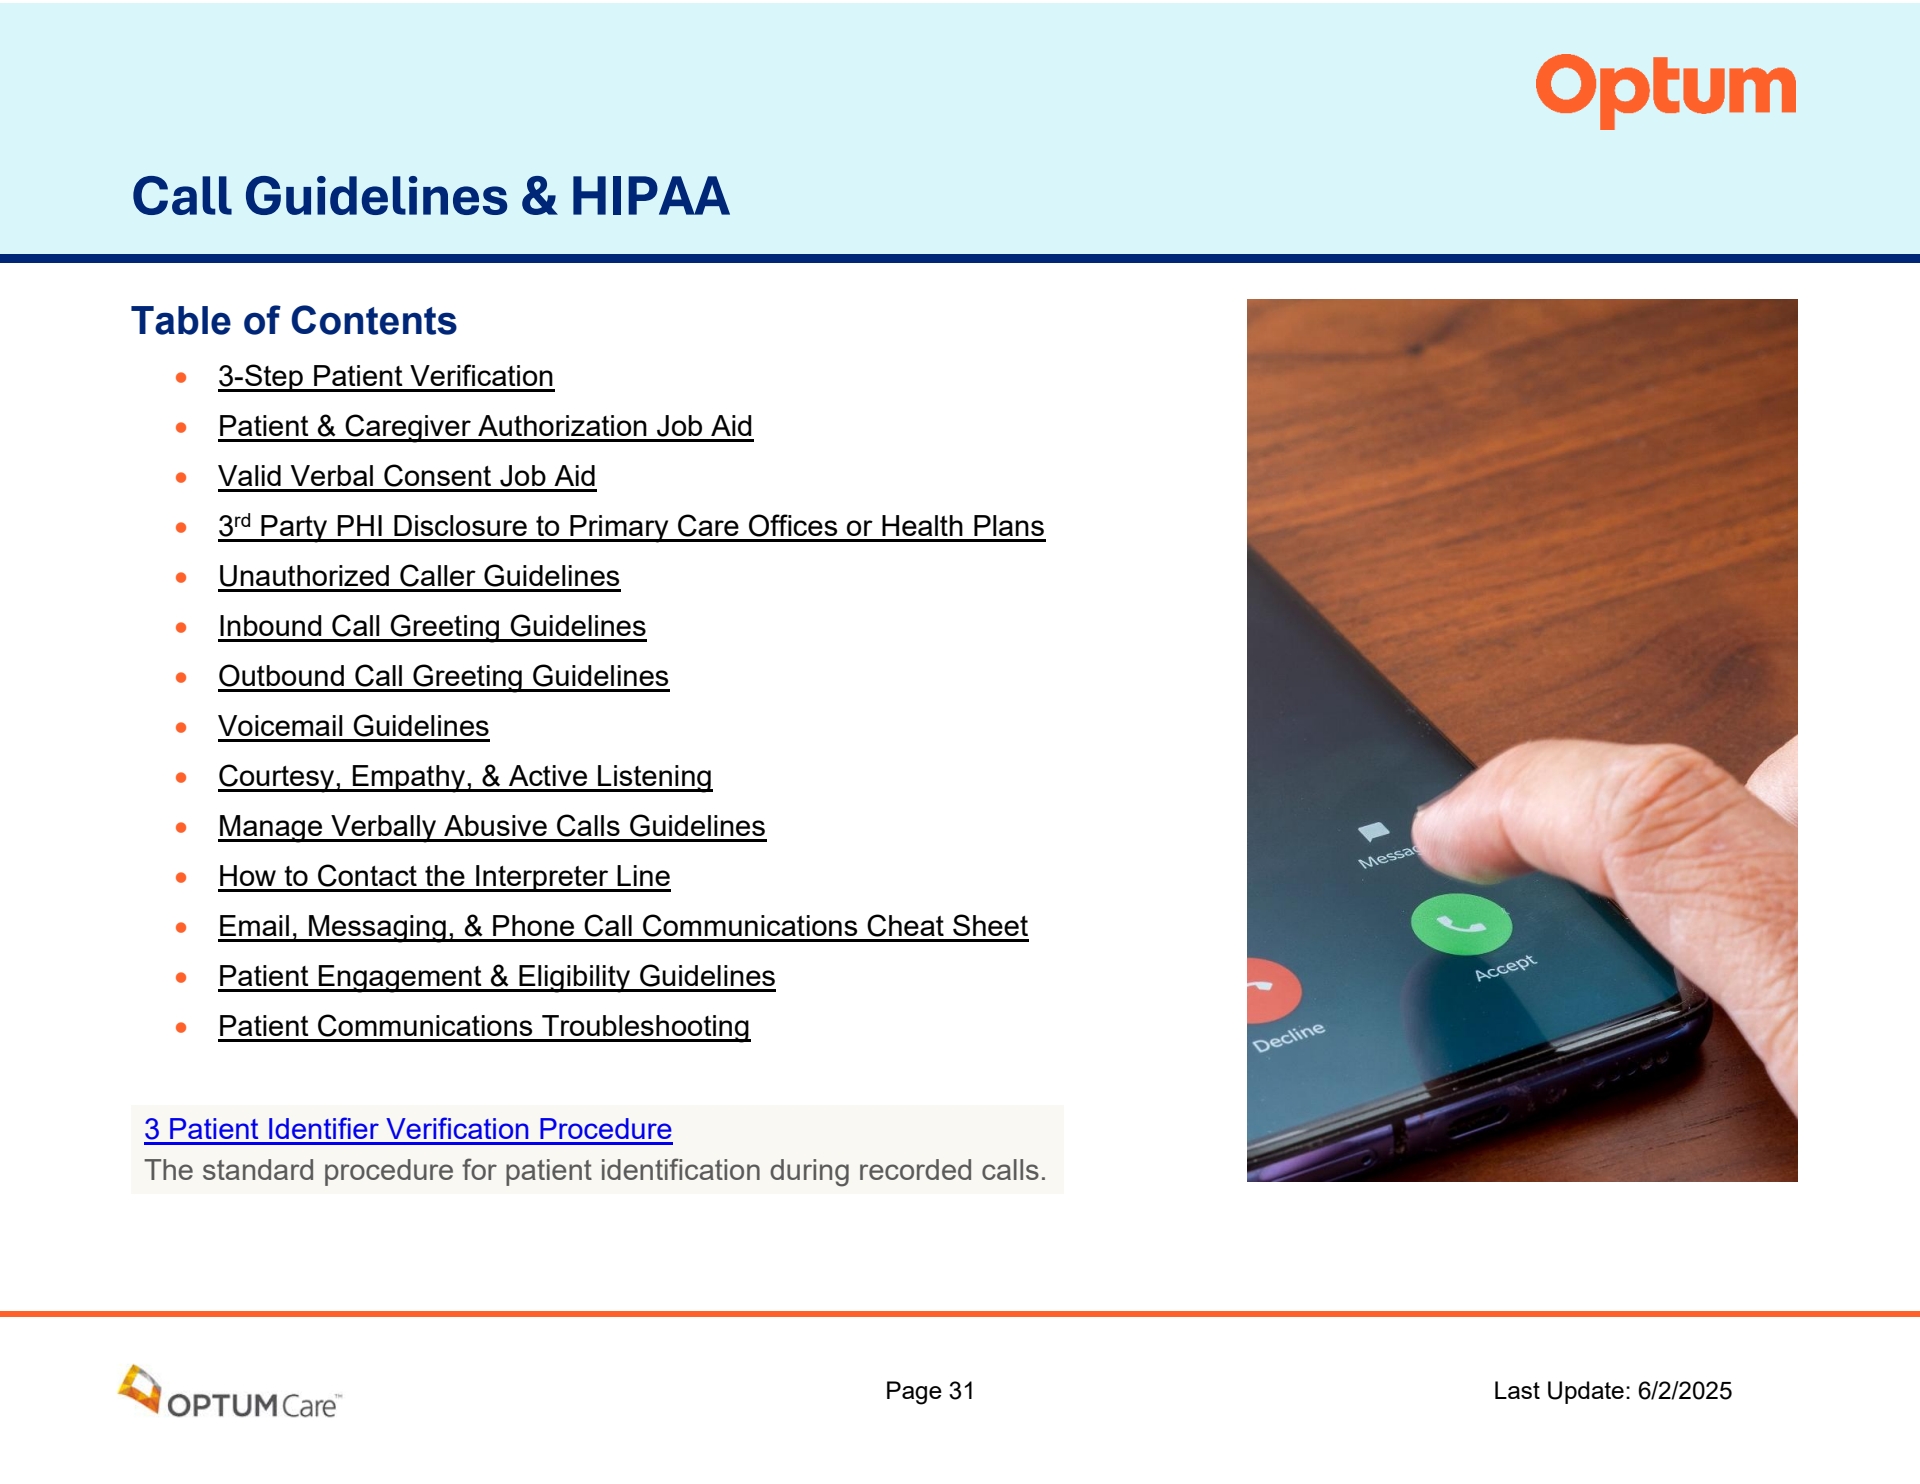 Optum
Call Guidelines & HIPAA
Table of Contents
• 3-Step Patient Verification
• Patient & Caregiver Authorization Job Aid
• Valid Verbal Consent Job Aid
• 3rd Party PHI Disclosure to Primary Care Offices or Health Plans
• Unauthorized Caller Guidelines
• Inbound Call Greeting Guidelines
• Outbound Call Greeting Guidelines
• Voicemail Guidelines
• Courtesy, Empathy, & Active Listening
• Manage Verbally Abusive Calls Guidelines
• How to Contact the Interpreter Line
• Email, Messaging, & Phone Call Communications Cheat Sheet
• Patient Engagement & Eligibility Guidelines
• Patient Communications Troubleshooting
3 Patient Identifier Verification Procedure
The standard procedure for patient identification during recorded calls.
Messag
Accept
Decline
OPTUMCare™
Page 31
Last Update: 6/2/2025